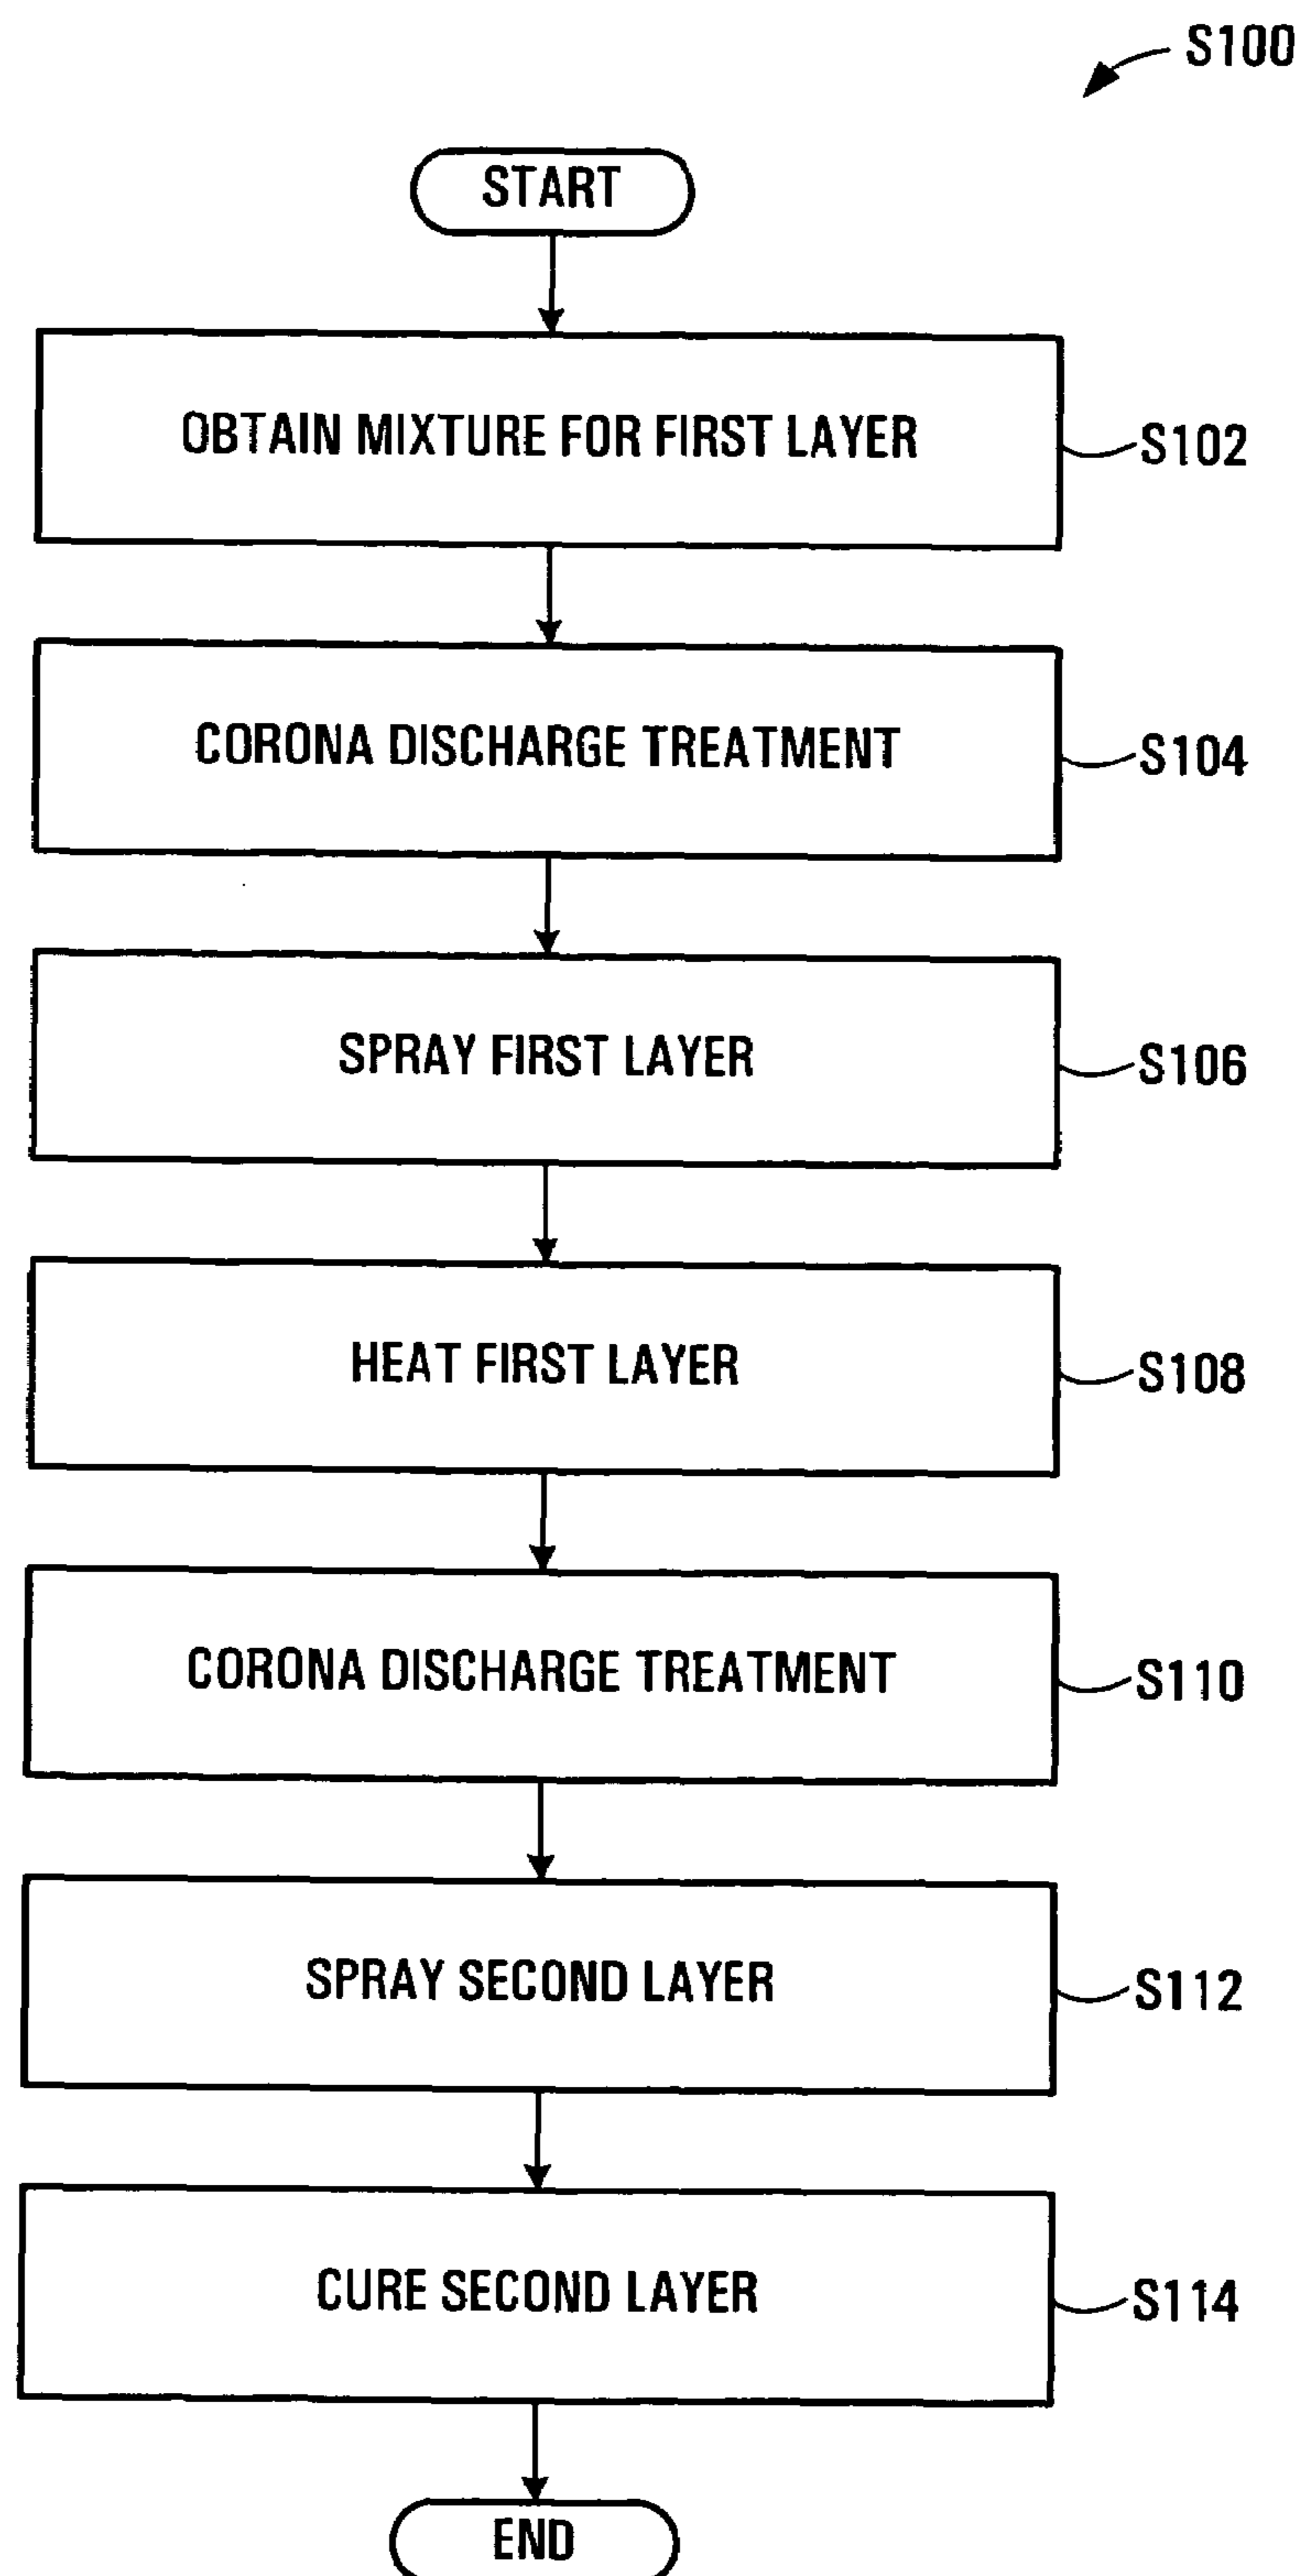 S100
START
OBTAIN MIXTURE FOR FIRST LAYER
S102
CORONA DISCHARGE TREATMENT
S104
SPRAY FIRST LAYER
S106
HEAT FIRST LAYER
S108
CORONA DISCHARGE TREATMENT
S110
SPRAY SECOND LAYER
S112
CURE SECOND LAYER
S114
END